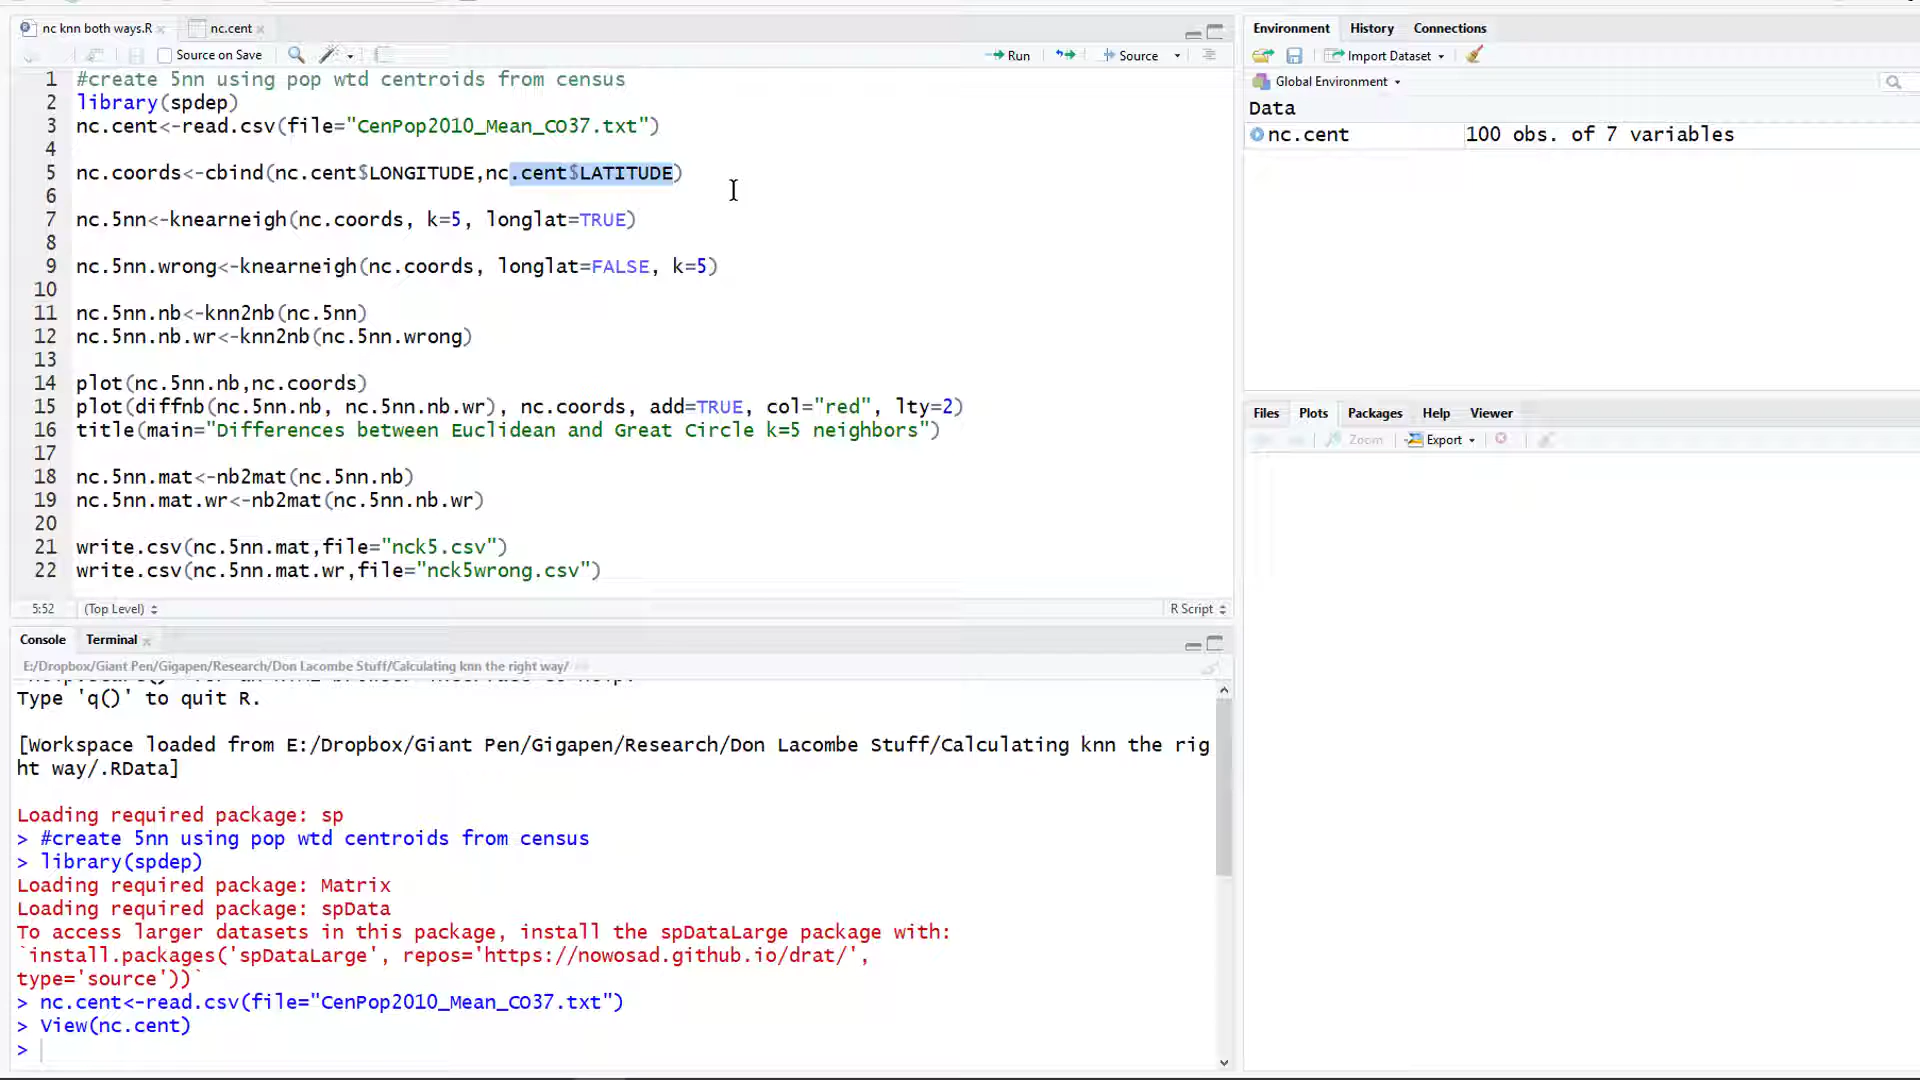 nc knn both ways.R
nc.cent
Source on Save
Run
Source
1 #create 5nn using pop wtd centroids from census
2 library(spdep)
3 nc.cent<-read.csv(file="CenPop2010_Mean_CO37.txt")
4
5 nc.coords<-cbind(nc.cent$LONGITUDE,nc.cent$LATITUDE)
6
7 nc.5nn<-knearneigh(nc.coords, k=5, longlat=TRUE)
8
9 nc.5nn.wrong<-knearneigh(nc.coords, longlat=FALSE, k=5)
10
11 nc.5nn.nb<-knn2nb(nc.5nn)
12 nc.5nn.nb.wr<-knn2nb(nc.5nn.wrong)
13
14 plot(nc.5nn.nb,nc.coords)
15 plot(diffnb(nc.5nn.nb, nc.5nn.nb.wr), nc.coords, add=TRUE, col="red", lty=2)
16 title(main="Differences between Euclidean and Great Circle k=5 neighbors")
17
18 nc.5nn.mat<-nb2mat(nc.5nn.nb)
19 nc.5nn.mat.wr<-nb2mat(nc.5nn.nb.wr)
20
21 write.csv(nc.5nn.mat,file="nck5.csv")
22 write.csv(nc.5nn.mat.wr,file="nck5wrong.csv")
5:52 (Top Level) R Script
Console Terminal
E:/Dropbox/Giant Pen/Gigapen/Research/Don Lacombe Stuff/Calculating knn the right way/
Type 'q()' to quit R.
[Workspace loaded from E:/Dropbox/Giant Pen/Gigapen/Research/Don Lacombe Stuff/Calculating knn the rig
ht way/.RData]
Loading required package: sp
> #create 5nn using pop wtd centroids from census
> library(spdep)
Loading required package: Matrix
Loading required package: spData
To access larger datasets in this package, install the spDataLarge package with:
`install.packages('spDataLarge', repos='https://nowosad.github.io/drat/',
type='source'))`
> nc.cent<-read.csv(file="CenPop2010_Mean_CO37.txt")
> View(nc.cent)
>
Environment History Connections
Import Dataset
Global Environment
Data
nc.cent 100 obs. of 7 variables
Files Plots Packages Help Viewer
Zoom Export